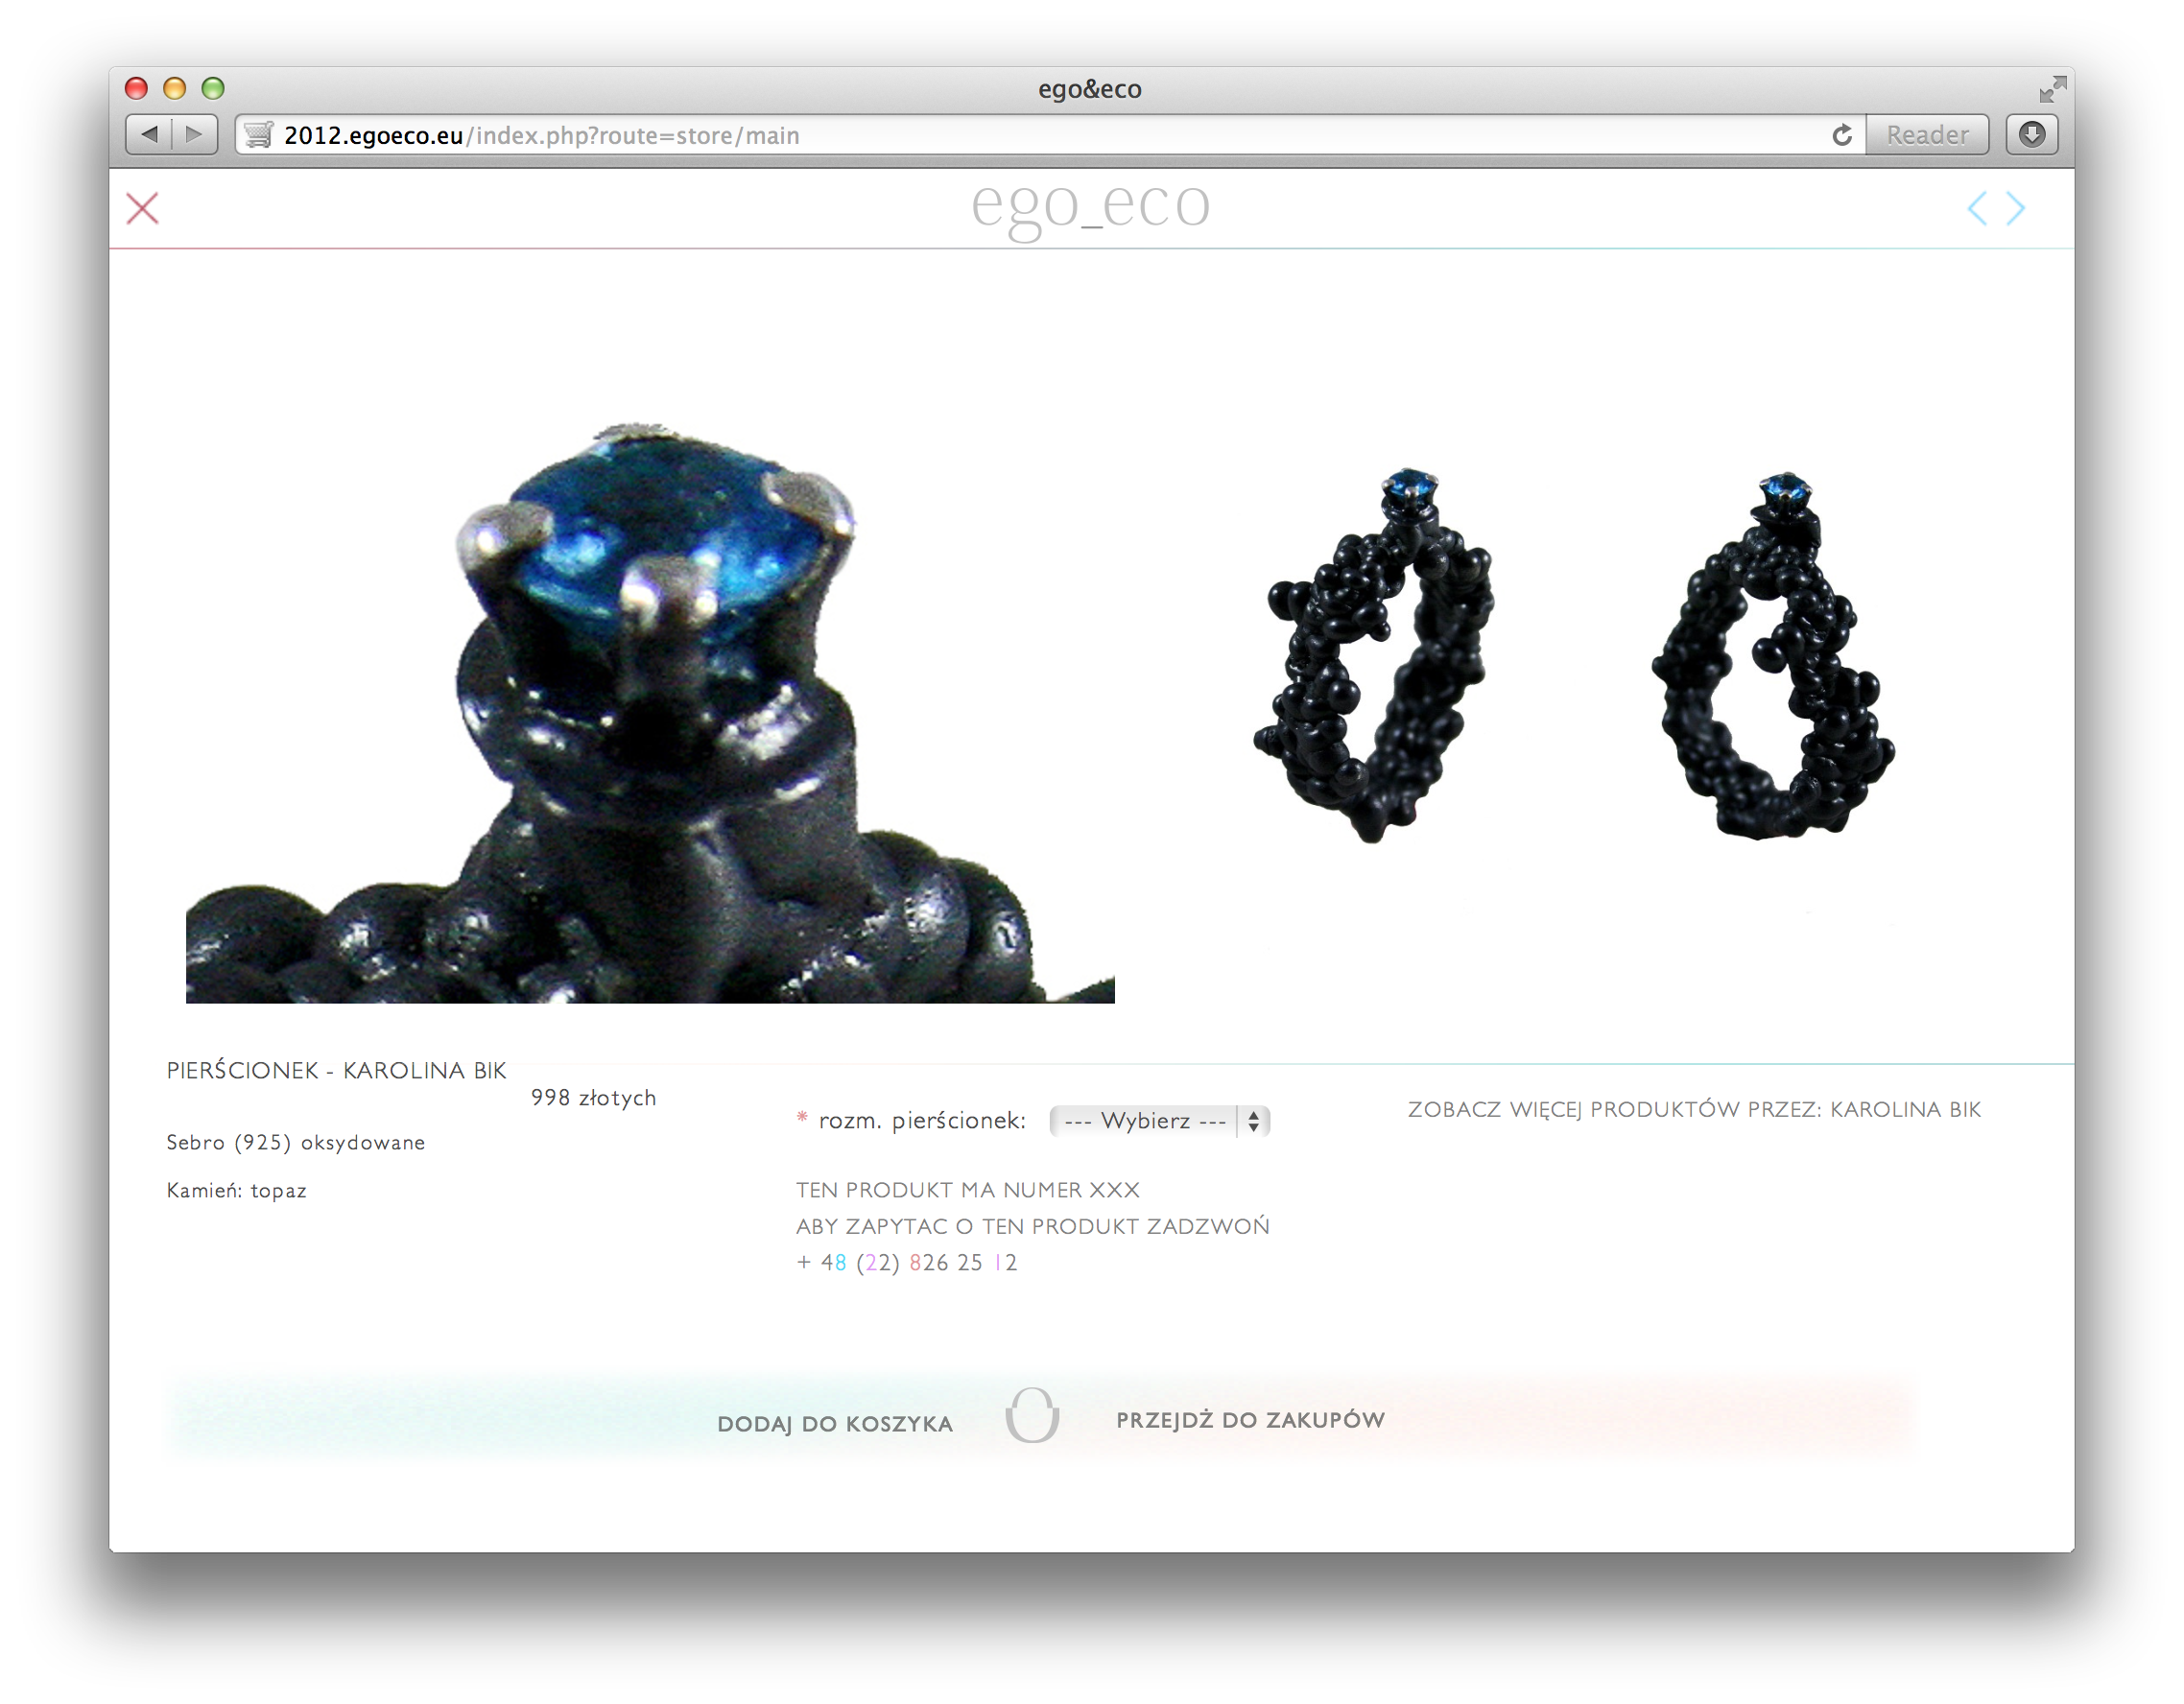 ego&eco
2012.egoeco.eu/index.php?route=store/main
Reader
ego_eco
PIERŚCIONEK - KAROLINA BIK
998 złotych
Sebro (925) oksydowane
Kamień: topaz
* rozm. pierścionek: --- Wybierz ---
TEN PRODUKT MA NUMER XXX
ABY ZAPYTAC O TEN PRODUKT ZADZWOŃ
+ 48 (22) 826 25 12
ZOBACZ WIĘCEJ PRODUKTÓW PRZEZ: KAROLINA BIK
DODAJ DO KOSZYKA
PRZEJDŻ DO ZAKUPÓW